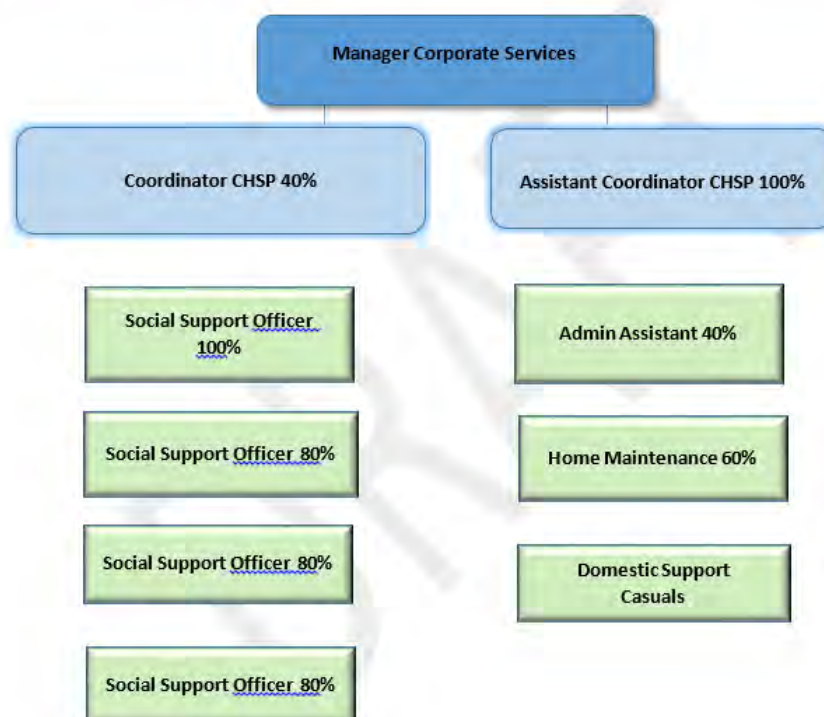 Manager Corporate Services
Coordinator CHSP 40%
Assistant Coordinator CHSP 100%
Social Support Officer
100%
Social Support Officer 80%
Social Support Officer 80%
Social Support Officer 80%
Admin Assistant 40%
Home Maintenance 60%
Domestic Support
Casuals